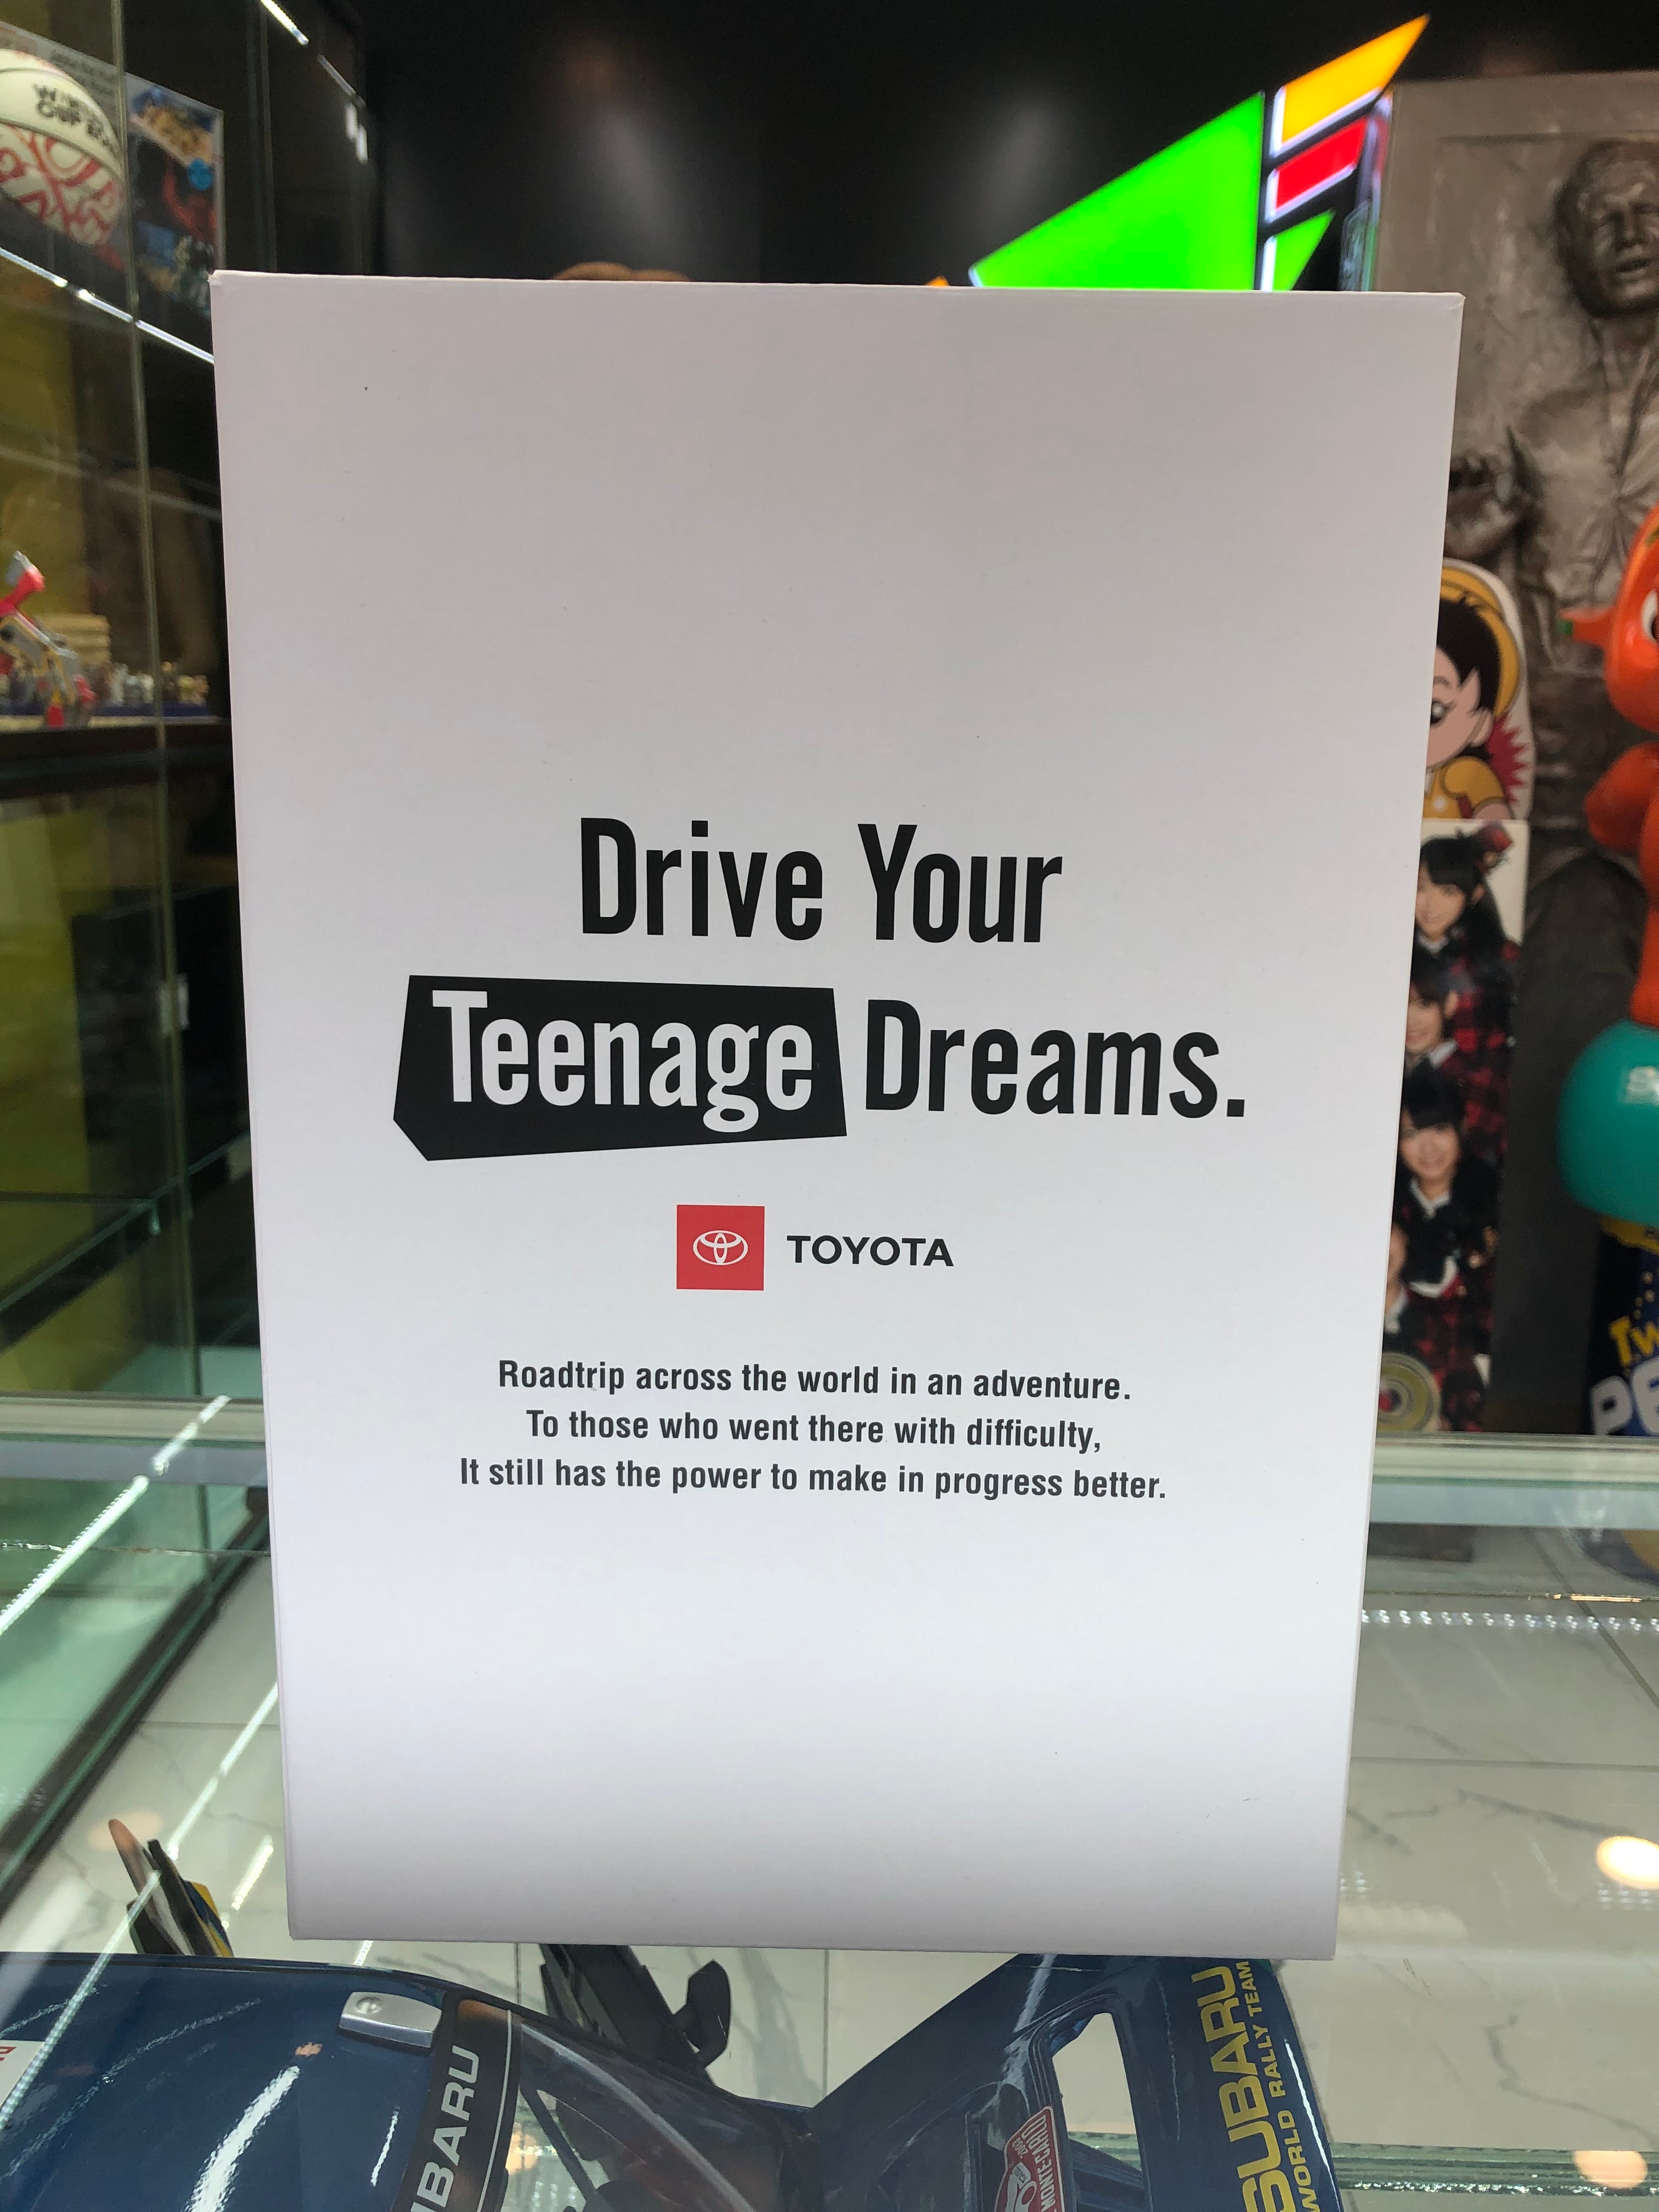 Drive Your
Teenage Dreams.
TOYOTA
Roadtrip across the world in an adventure.
To those who went there with difficulty,
It still has the power to make in progress better.
SUBARU
WORLD RALLY TEAM